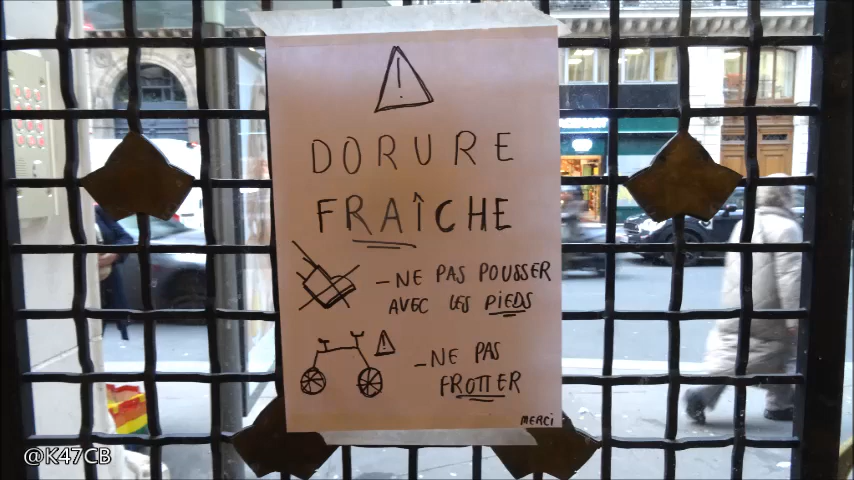 !
DORURE
FRAÎCHE
- NE PAS POUSSER
AVEC LES PIEDS
!
- NE PAS
FROTTER
MERCI
@K47CB